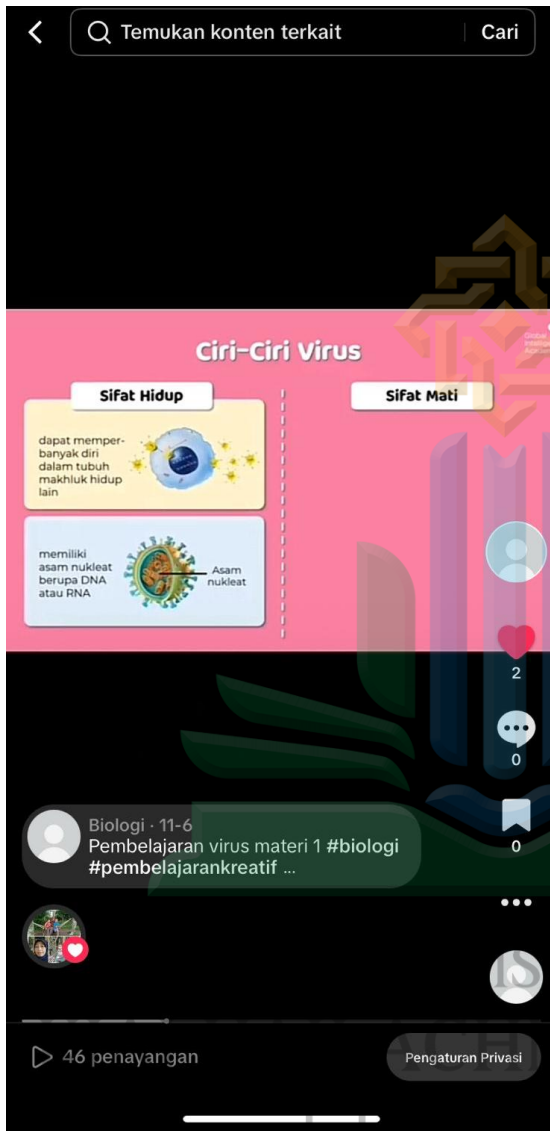 Temukan konten terkait
Cari
Ciri-Ciri Virus
Sifat Hidup
Sifat Mati
dapat memper-
banyak diri
dalam tubuh
makhluk hidup
lain
memiliki
asam nukleat
berupa DNA
atau RNA
Asam
nukleat
2
0
0
Biologi · 11-6
Pembelajaran virus materi 1 #biologi
#pembelajarankreatif ...
46 penayangan
Pengaturan Privasi